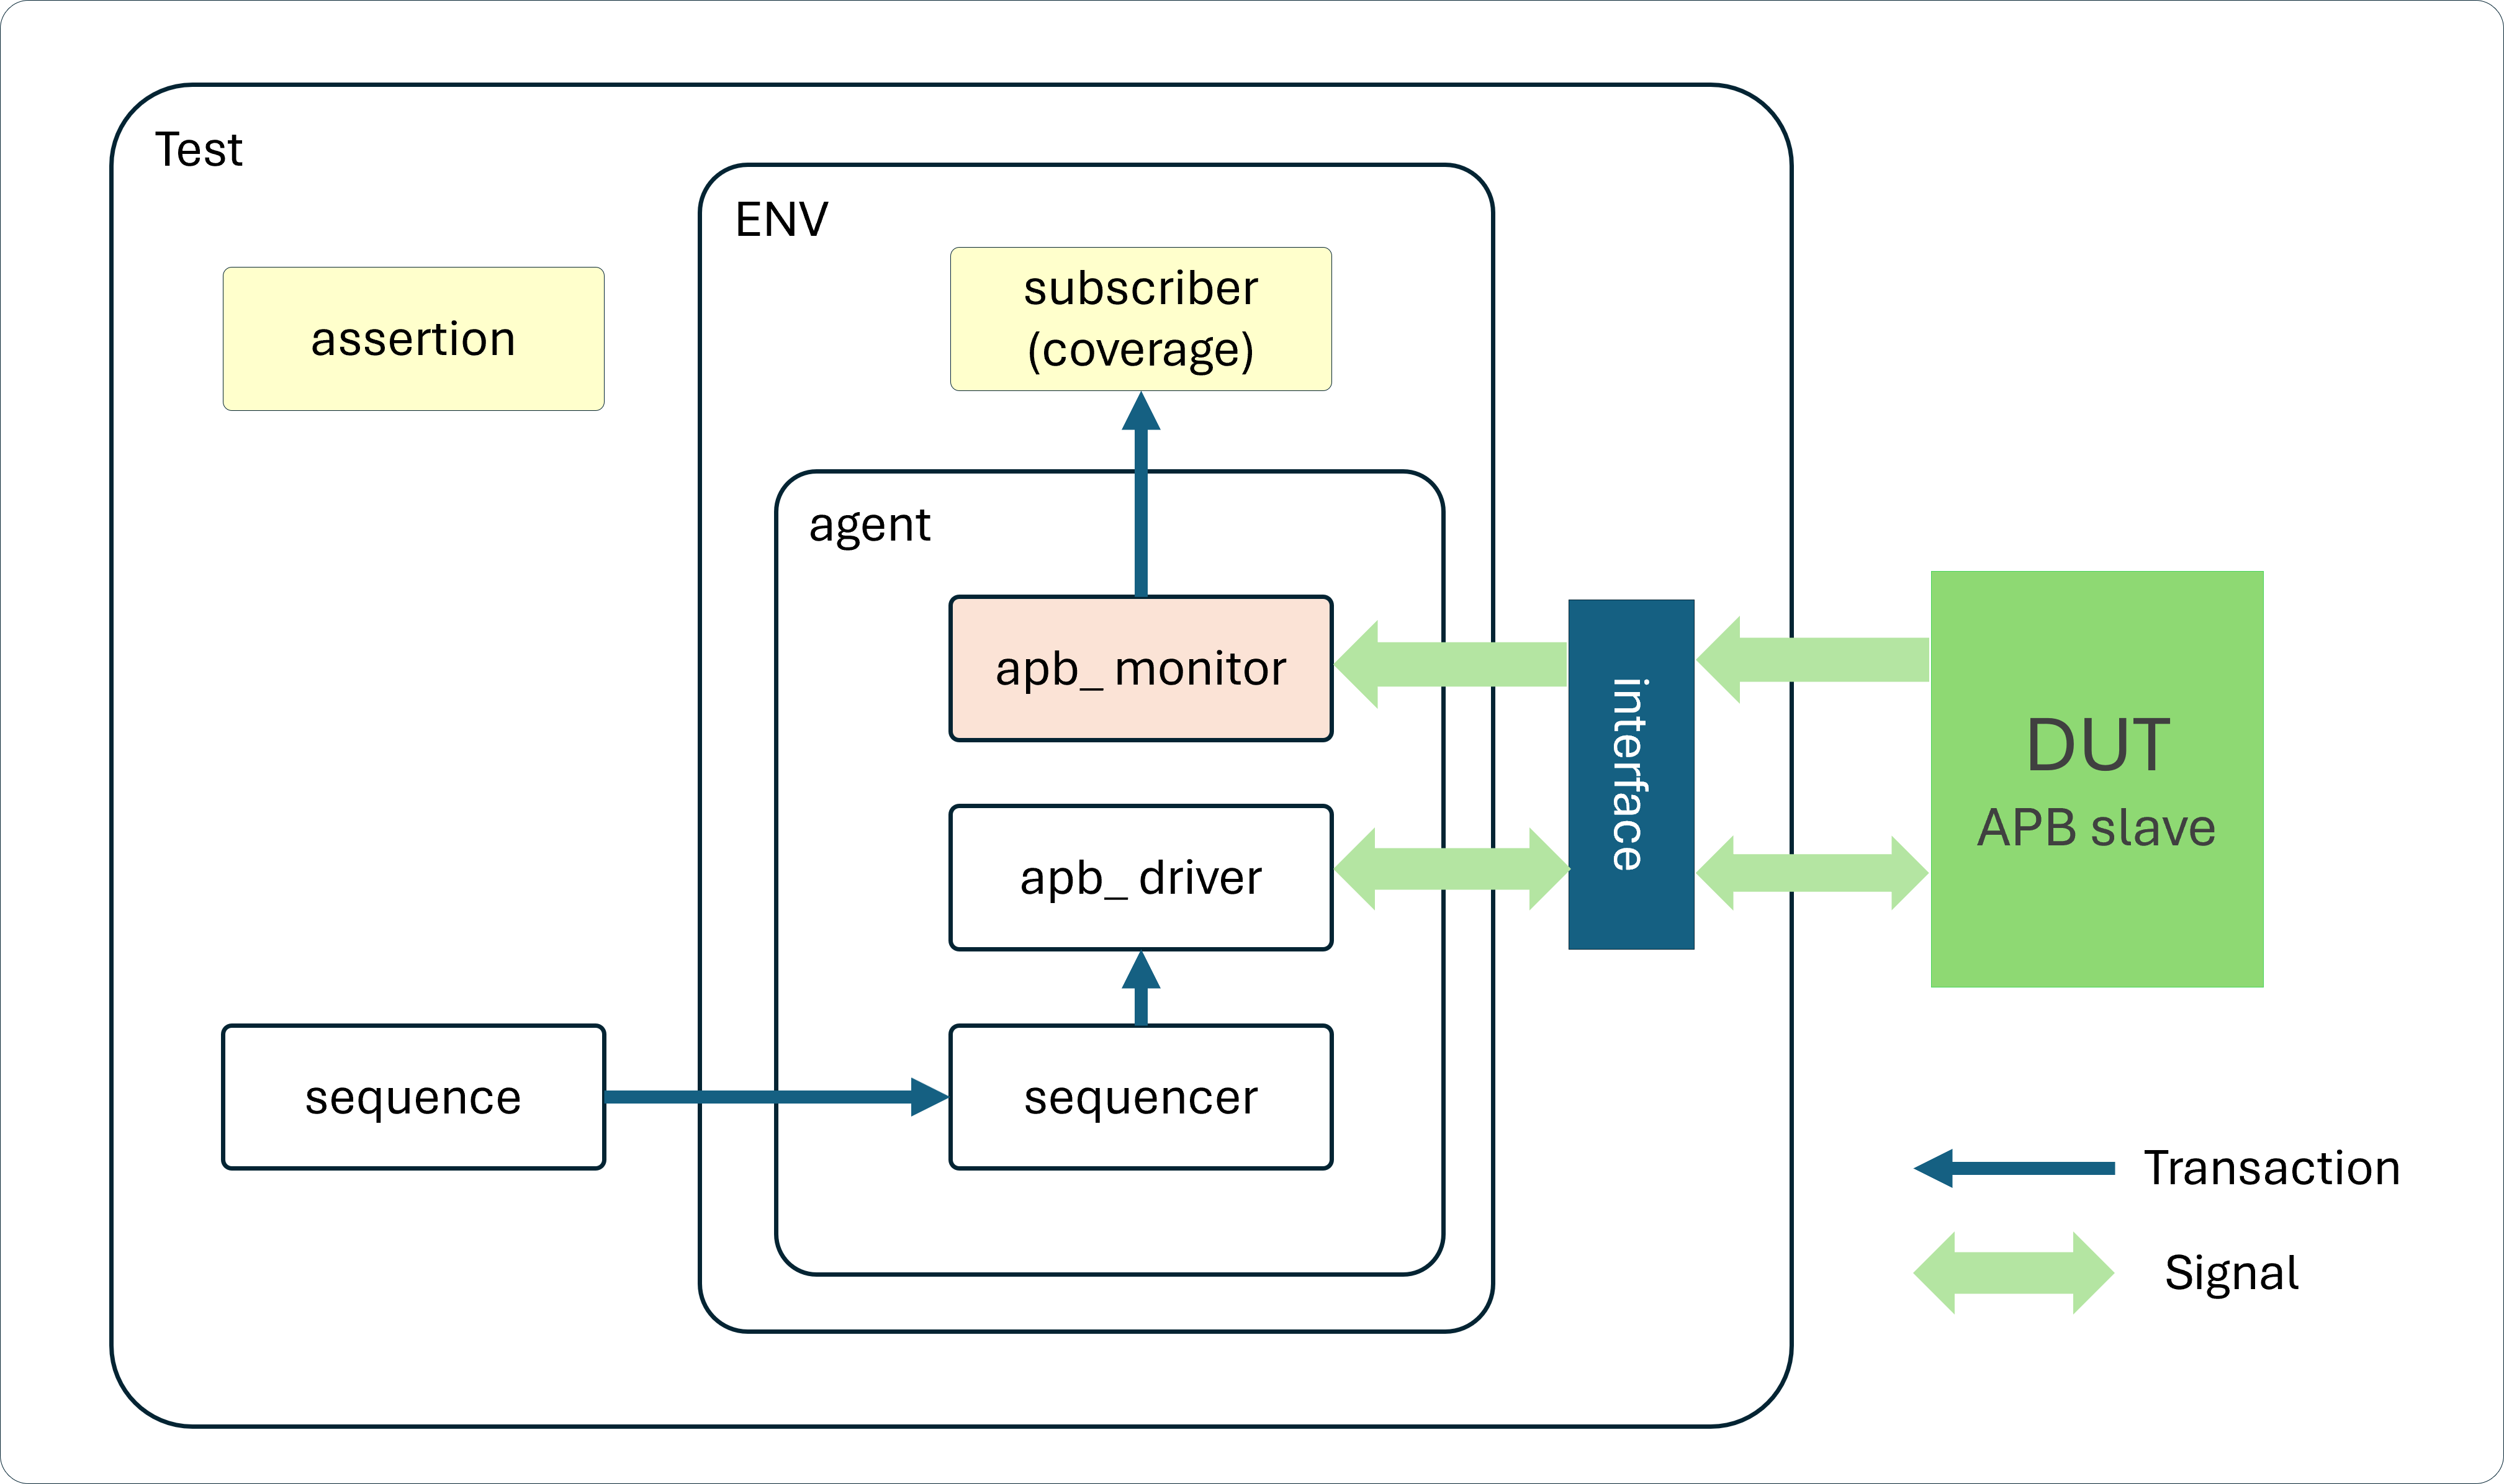 Test
ENV
assertion
subscriber
(coverage)
agent
apb_ monitor
interface
DUT
APB slave
apb_ driver
sequence
sequencer
Transaction
Signal